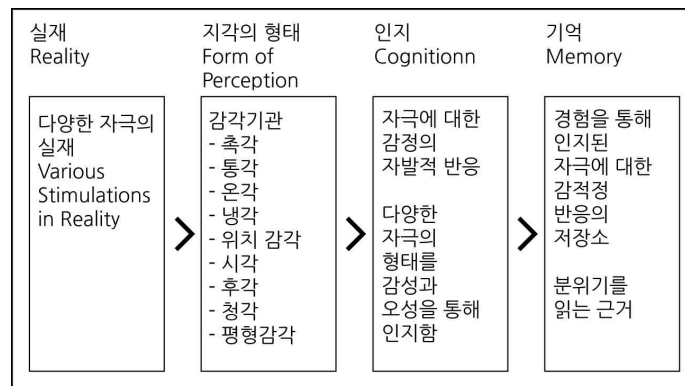 실재
Reality
지각의 형태
Form of
Perception
인지
Cognitionn
기억
Memory
다양한 자극의
실재
Various
Stimulations
in Reality
감각기관
- 촉각
- 통각
- 온각
- 냉각
- 위치 감각
- 시각
- 후각
- 청각
- 평형감각
자극에 대한
감정의
자발적 반응
다양한
자극의
형태를
감성과
오성을 통해
인지함
경험을 통해
인지된
자극에 대한
감적정
반응의
저장소
분위기를
읽는 근거